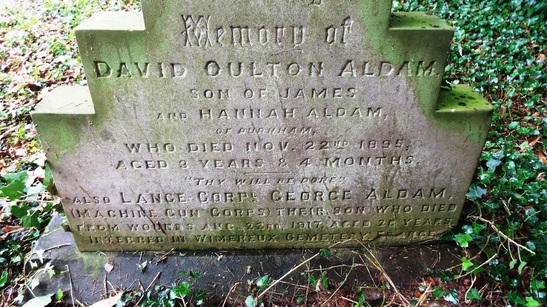 Memory of
DAVID OULTON ALDAM,
SON OF JAMES
AND HANNAH ALDAM,
OF DURHAM,
WHO DIED NOV. 22ND 1895,
AGED 3 YEARS & 4 MONTHS.
"THY WILL BE DONE"
ALSO LANCE CORPL GEORGE ALDAM,
(MACHINE GUN CORPS) THEIR SON WHO DIED
FROM WOUNDS AUG. 22ND, 1917, AGED 26 YEARS
INTERRED IN WIMEREUX CEMETERY